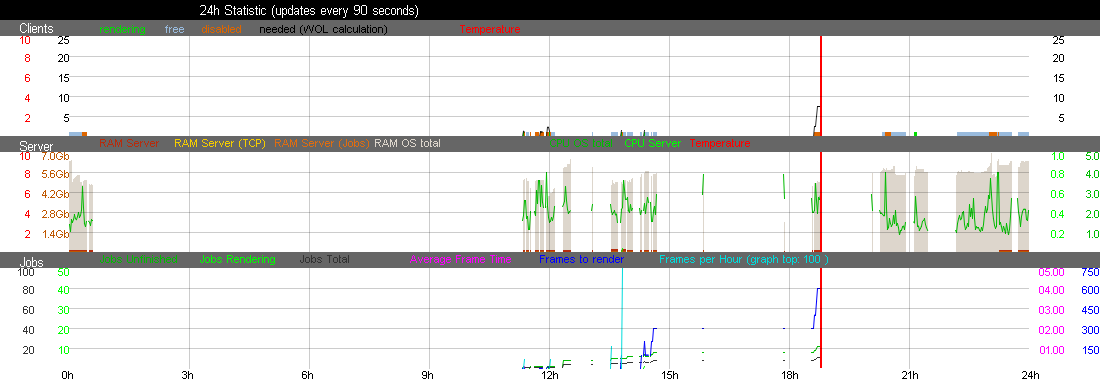 24h Statistic (updates every 90 seconds)
Clients rendering free disabled needed (WOL calculation) Temperature
10 25 25
8 20 20
6 15 15
4 10 10
2 5 5
Server RAM Server RAM Server (TCP) RAM Server (Jobs) RAM OS total CPU Server Temperature
10 7.0Gb 1.0 5.0
8 5.6Gb 0.8 4.0
6 4.2Gb 0.6 3.0
4 2.8Gb 0.4 2.0
2 1.4Gb 0.2 1.0
Jobs Jobs Rendering Jobs Total Average Frame Time Frames to render Frames per Hour (graph top: 100 )
100 50 05.00 750
80 40 04.00 600
60 30 03.00 450
40 20 02.00 300
20 10 01.00 150
0h 3h 6h 9h 12h 15h 18h 21h 24h